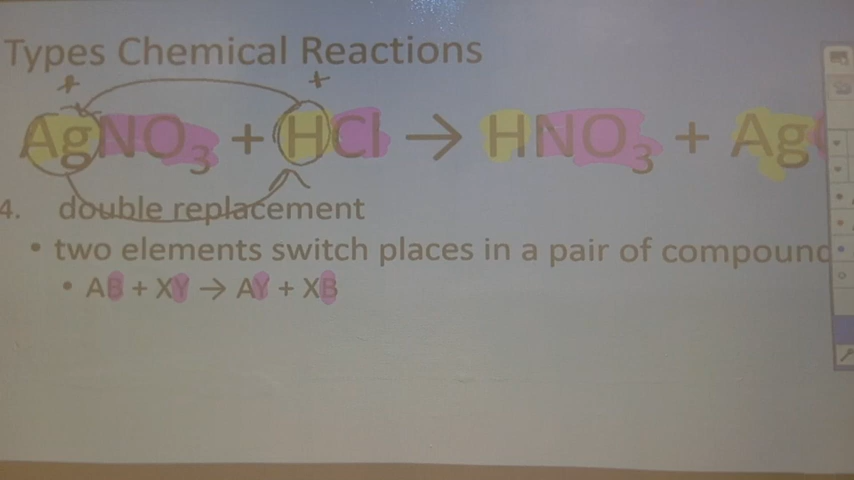 Types Chemical Reactions
+ +
AgNO₃ + HCl → HNO₃ + Ag
4. double replacement
• two elements switch places in a pair of compound
• AB + XY → AY + XB